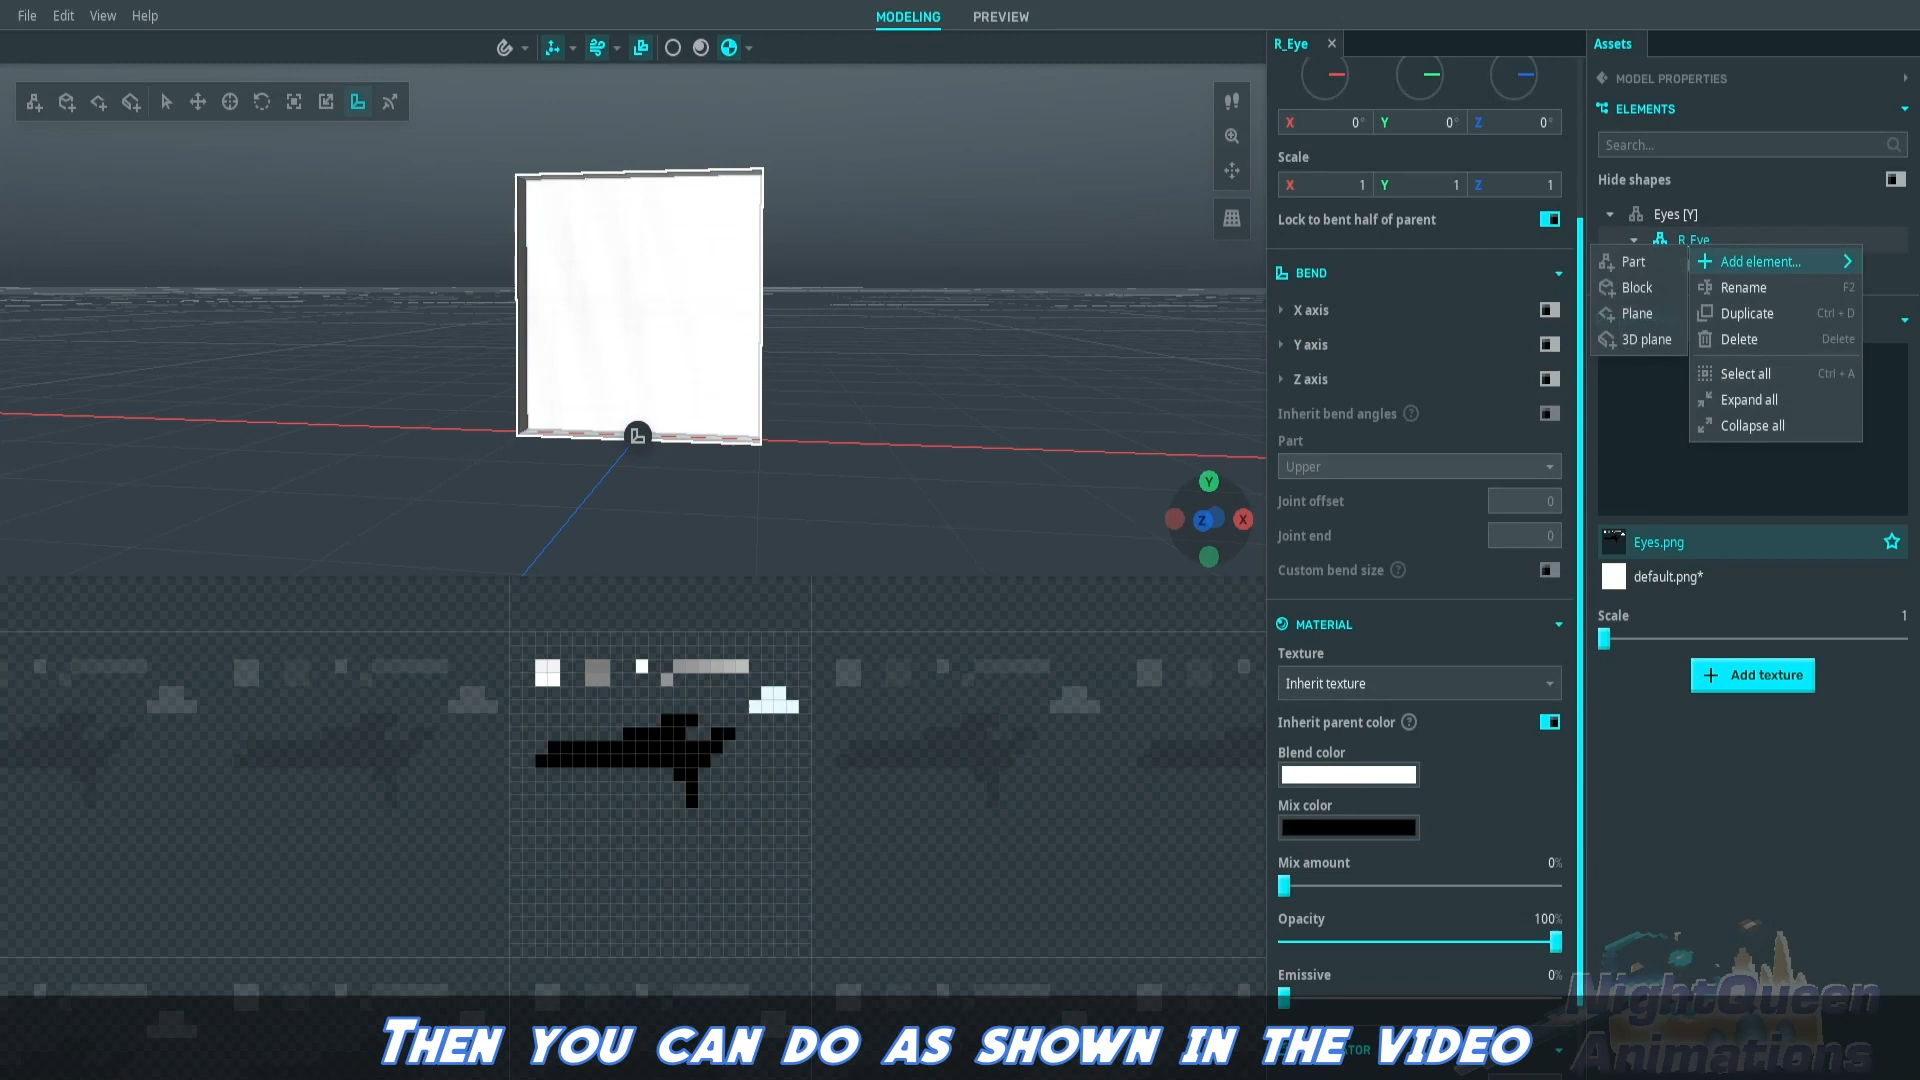 File Edit View Help
MODELING PREVIEW
R_Eye
X 0° Y 0° Z 0°
Scale
X 1 Y 1 Z 1
Lock to bent half of parent
BEND
X axis
Y axis
Z axis
Inherit bend angles
Part
Upper
Joint offset 0
Joint end 0
Custom bend size
MATERIAL
Texture
Inherit texture
Inherit parent color
Blend color
Mix color
Mix amount 0%
Opacity 100%
Emissive 0%
Assets
MODEL PROPERTIES
ELEMENTS
Search...
Hide shapes
Eyes [Y]
R_Eye
Part
Block
Plane
3D plane
Add element...
Rename F2
Duplicate Ctrl + D
Delete Delete
Select all Ctrl + A
Expand all
Collapse all
Eyes.png
default.png*
Scale 1
Add texture
Y
Z
X
NightQueen
Animations
THEN YOU CAN DO AS SHOWN IN THE VIDEO